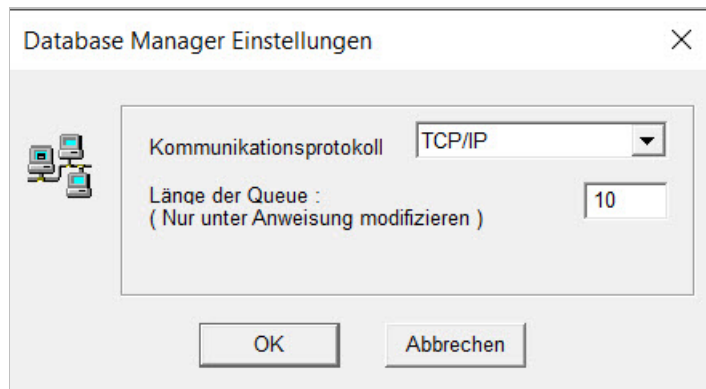 Database Manager Einstellungen
Kommunikationsprotokoll TCP/IP
Länge der Queue : 10
( Nur unter Anweisung modifizieren )
OK Abbrechen